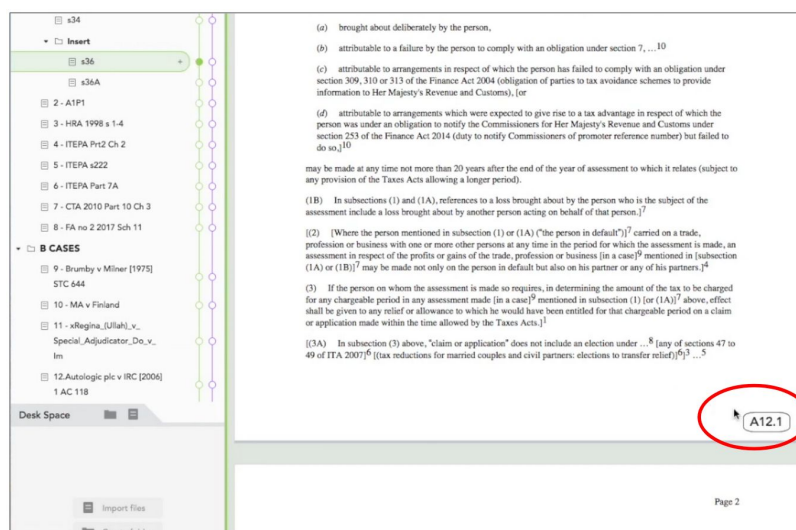 s34
Insert
s36
s36A
2 - A1P1
3 - HRA 1998 s 1-4
4 - ITEPA Prt2 Ch 2
5 - ITEPA s222
6 - ITEPA Part 7A
7 - CTA 2010 Part 10 Ch 3
8 - FA no 2 2017 Sch 11
B CASES
9 - Brumby v Milner [1975]
STC 644
10 - MA v Finland
11 - xRegina_(Ullah)_v_
Special_Adjudicator_Do_v_
Im
12.Autologic plc v IRC [2006]
1 AC 118
Desk Space
Import files
(a) brought about deliberately by the person,
(b) attributable to a failure by the person to comply with an obligation under section 7, …10
(c) attributable to arrangements in respect of which the person has failed to comply with an obligation under
section 309, 310 or 313 of the Finance Act 2004 (obligation of parties to tax avoidance schemes to provide
information to Her Majesty's Revenue and Customs), [or
(d) attributable to arrangements which were expected to give rise to a tax advantage in respect of which the
person was under an obligation to notify the Commissioners for Her Majesty's Revenue and Customs under
section 253 of the Finance Act 2014 (duty to notify Commissioners of promoter reference number) but failed to
do so,]10
may be made at any time not more than 20 years after the end of the year of assessment to which it relates (subject to
any provision of the Taxes Acts allowing a longer period).
(1B) In subsections (1) and (1A), references to a loss brought about by the person who is the subject of the
assessment include a loss brought about by another person acting on behalf of that person.]7
[(2) [Where the person mentioned in subsection (1) or (1A) ("the person in default")]7 carried on a trade,
profession or business with one or more other persons at any time in the period for which the assessment is made, an
assessment in respect of the profits or gains of the trade, profession or business [in a case]9 mentioned in [subsection
(1A) or (1B)]7 may be made not only on the person in default but also on his partner or any of his partners.]4
(3) If the person on whom the assessment is made so requires, in determining the amount of the tax to be charged
for any chargeable period in any assessment made [in a case]9 mentioned in subsection (1) [or (1A)]7 above, effect
shall be given to any relief or allowance to which he would have been entitled for that chargeable period on a claim
or application made within the time allowed by the Taxes Acts.]1
[(3A) In subsection (3) above, "claim or application" does not include an election under …8 [any of sections 47 to
49 of ITA 2007]6 [(tax reductions for married couples and civil partners: elections to transfer relief)]6]3 …5
A12.1
Page 2